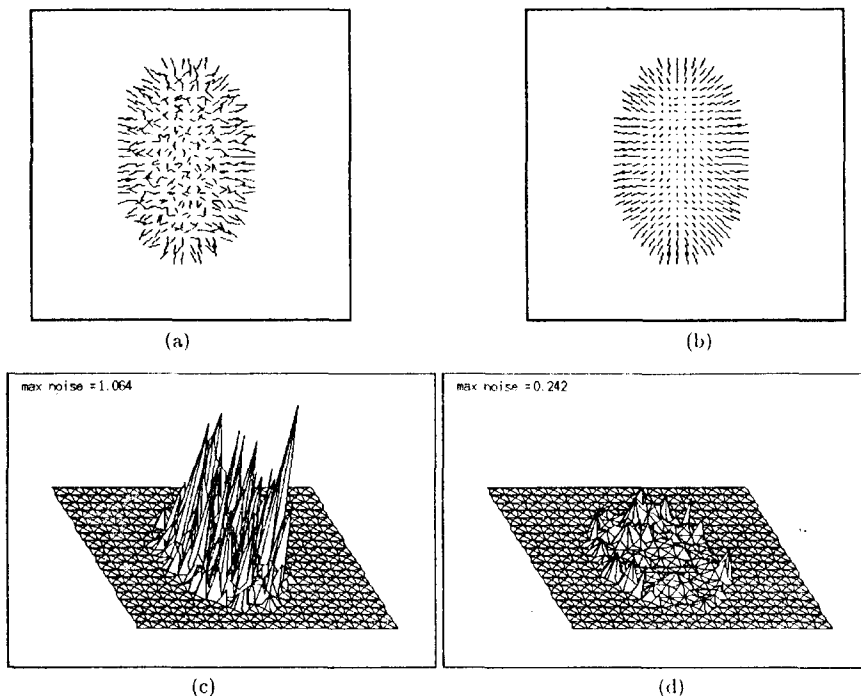 (a)
(b)
max noise =1.064
max noise =0.242
(c)
(d)